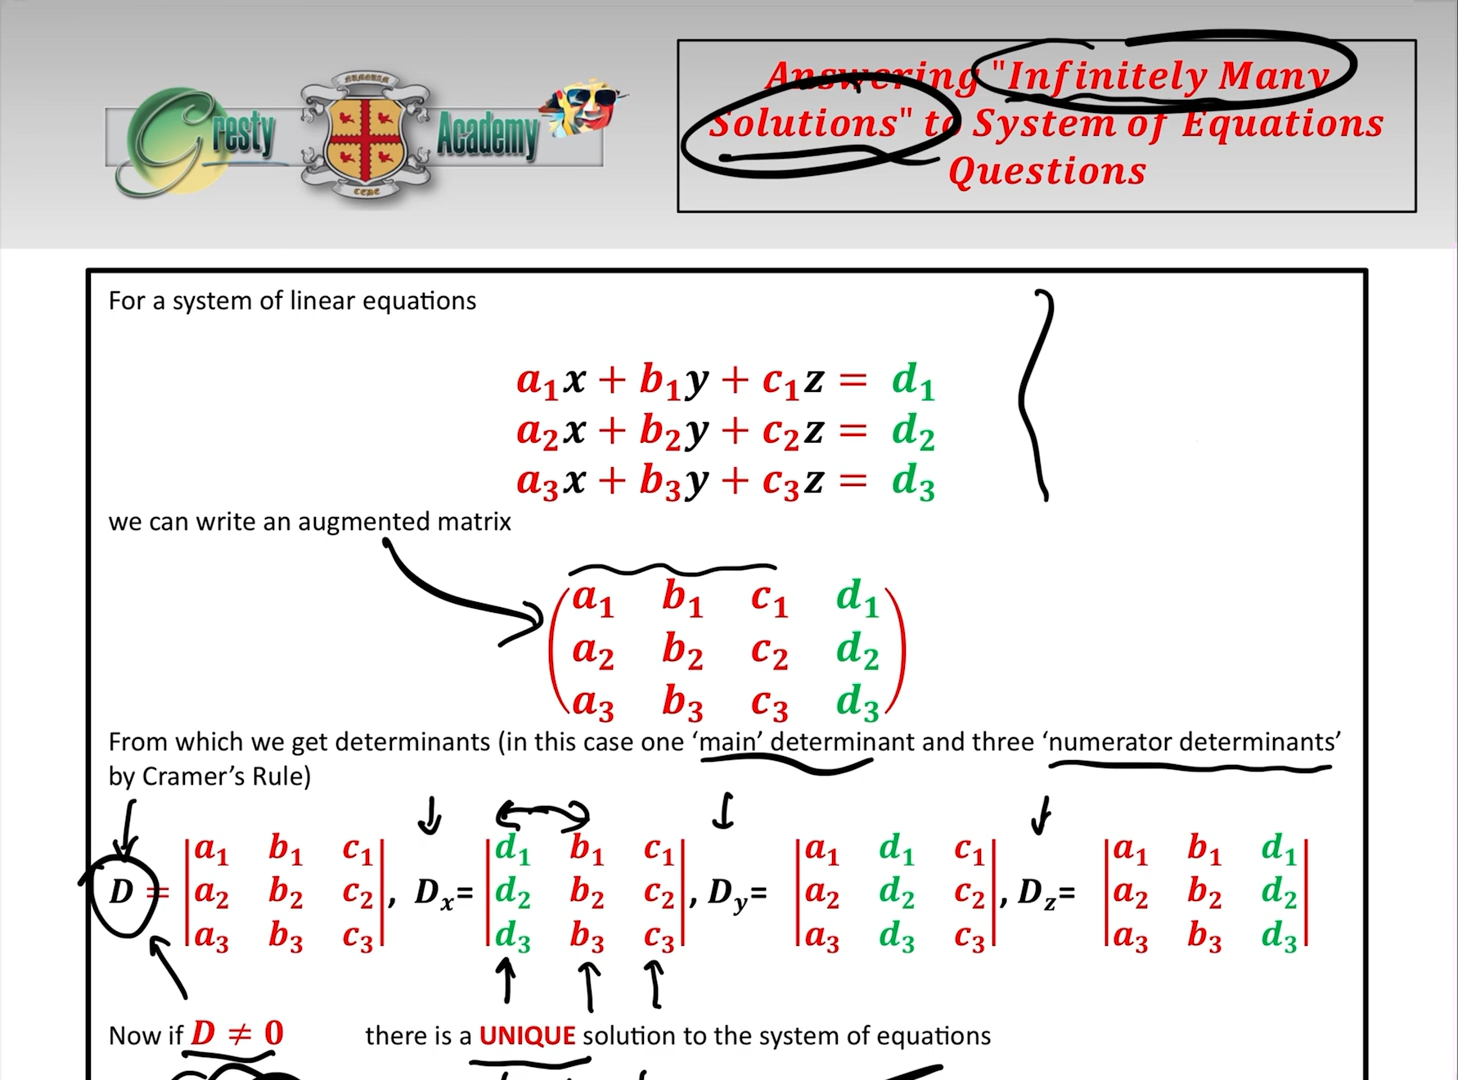 Gresty Academy
MEMORIAM
CEDE
Answering "Infinitely Many
Solutions" to System of Equations
Questions
For a system of linear equations
a₁x + b₁y + c₁z = d₁
a₂x + b₂y + c₂z = d₂
a₃x + b₃y + c₃z = d₃
we can write an augmented matrix
a₁ b₁ c₁ d₁
a₂ b₂ c₂ d₂
a₃ b₃ c₃ d₃
From which we get determinants (in this case one ‘main’ determinant and three ‘numerator determinants’
by Cramer’s Rule)
|a₁ b₁ c₁| |d₁ b₁ c₁| |a₁ d₁ c₁| |a₁ b₁ d₁|
D = |a₂ b₂ c₂|, Dₓ= |d₂ b₂ c₂|, D_y= |a₂ d₂ c₂|, D_z= |a₂ b₂ d₂|
|a₃ b₃ c₃| |d₃ b₃ c₃| |a₃ d₃ c₃| |a₃ b₃ d₃|
Now if D ≠ 0 there is a UNIQUE solution to the system of equations